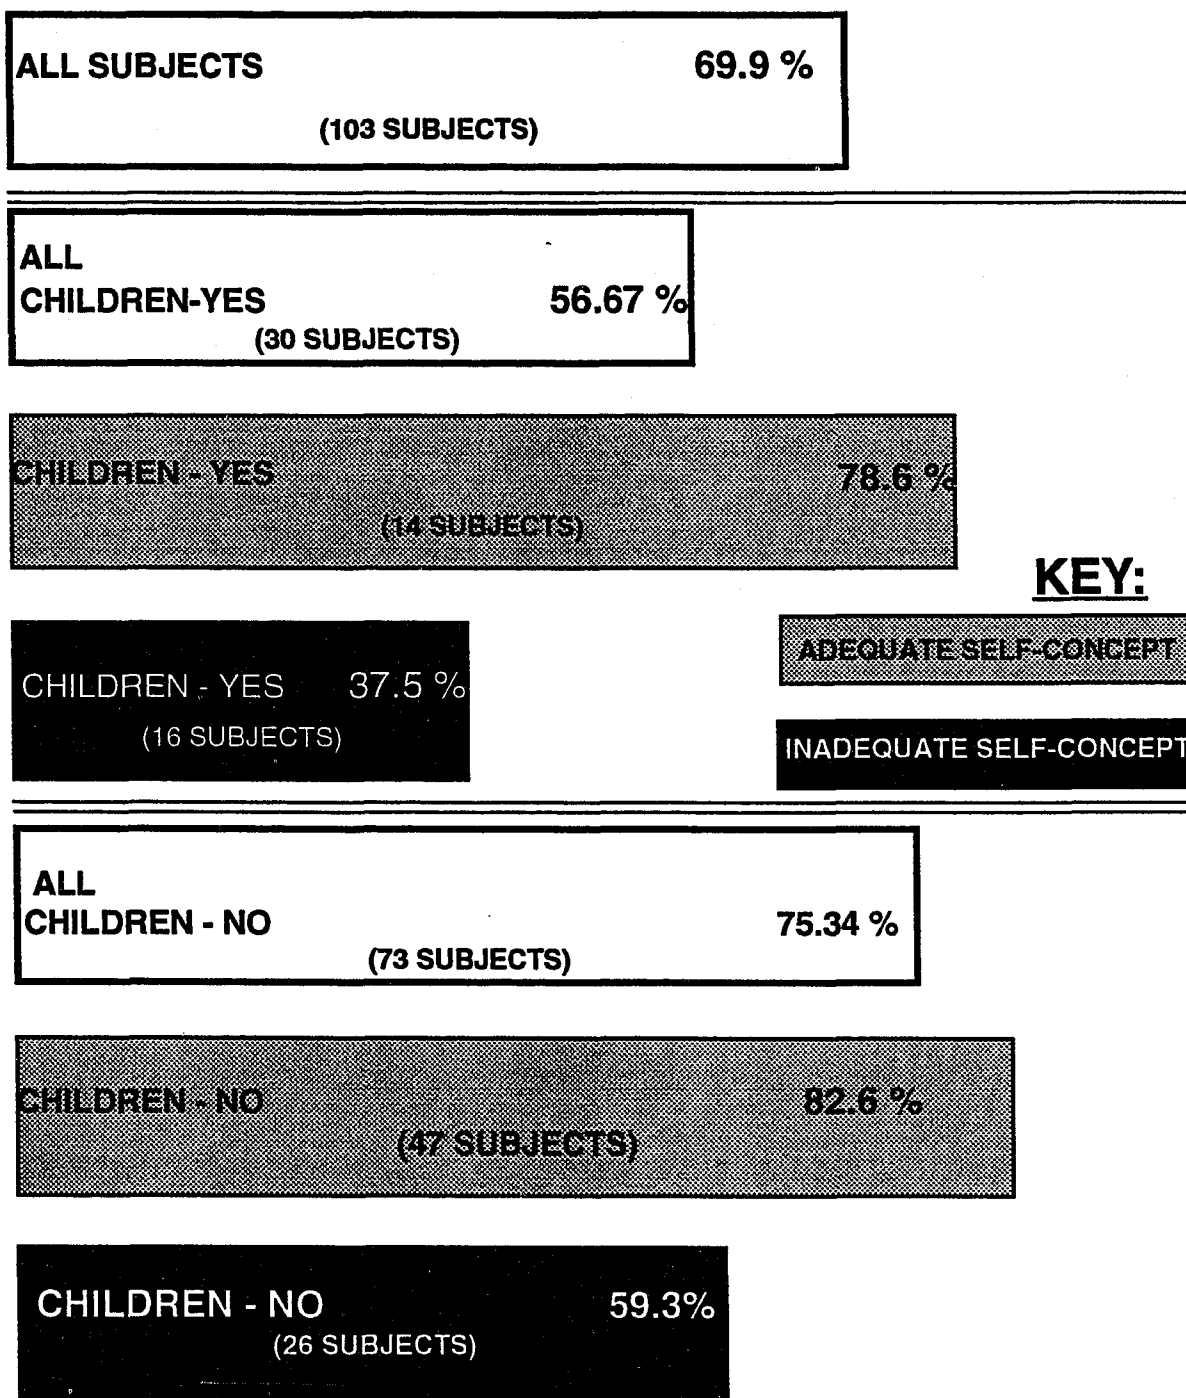 ALL SUBJECTS 69.9 %
(103 SUBJECTS)
ALL
CHILDREN-YES 56.67 %
(30 SUBJECTS)
CHILDREN - YES 78.6 %
(14 SUBJECTS)
KEY:
ADEQUATE SELF-CONCEPT
CHILDREN - YES 37.5 %
(16 SUBJECTS)
INADEQUATE SELF-CONCEPT
ALL
CHILDREN - NO 75.34 %
(73 SUBJECTS)
CHILDREN - NO 82.6 %
(47 SUBJECTS)
CHILDREN - NO 59.3%
(26 SUBJECTS)